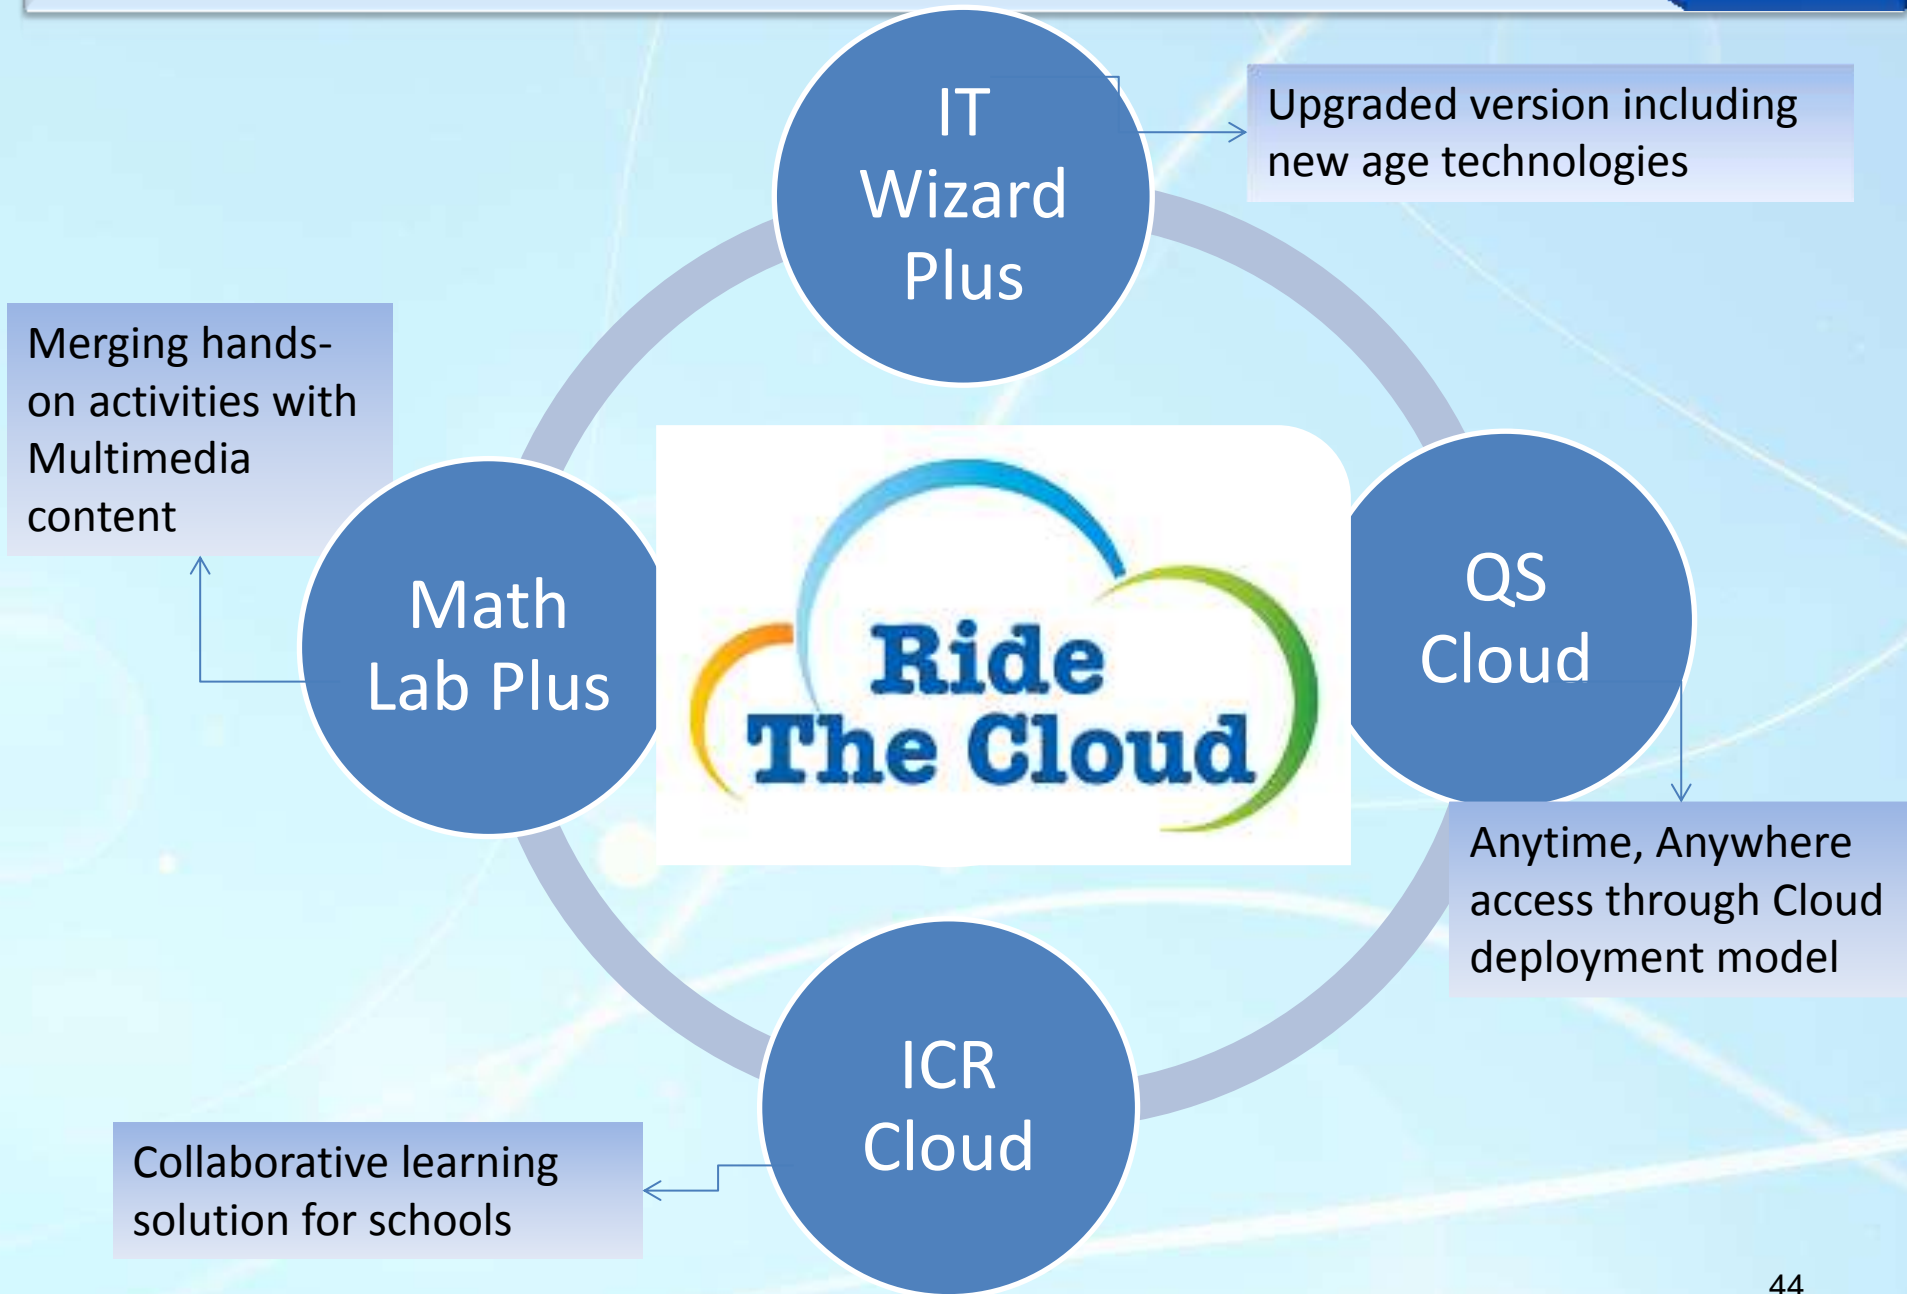 IT
Wizard
Plus
Upgraded version including
new age technologies
Merging hands-
on activities with
Multimedia
content
Math
Lab Plus
Ride
The Cloud
QS
Cloud
Anytime, Anywhere
access through Cloud
deployment model
ICR
Cloud
Collaborative learning
solution for schools
44